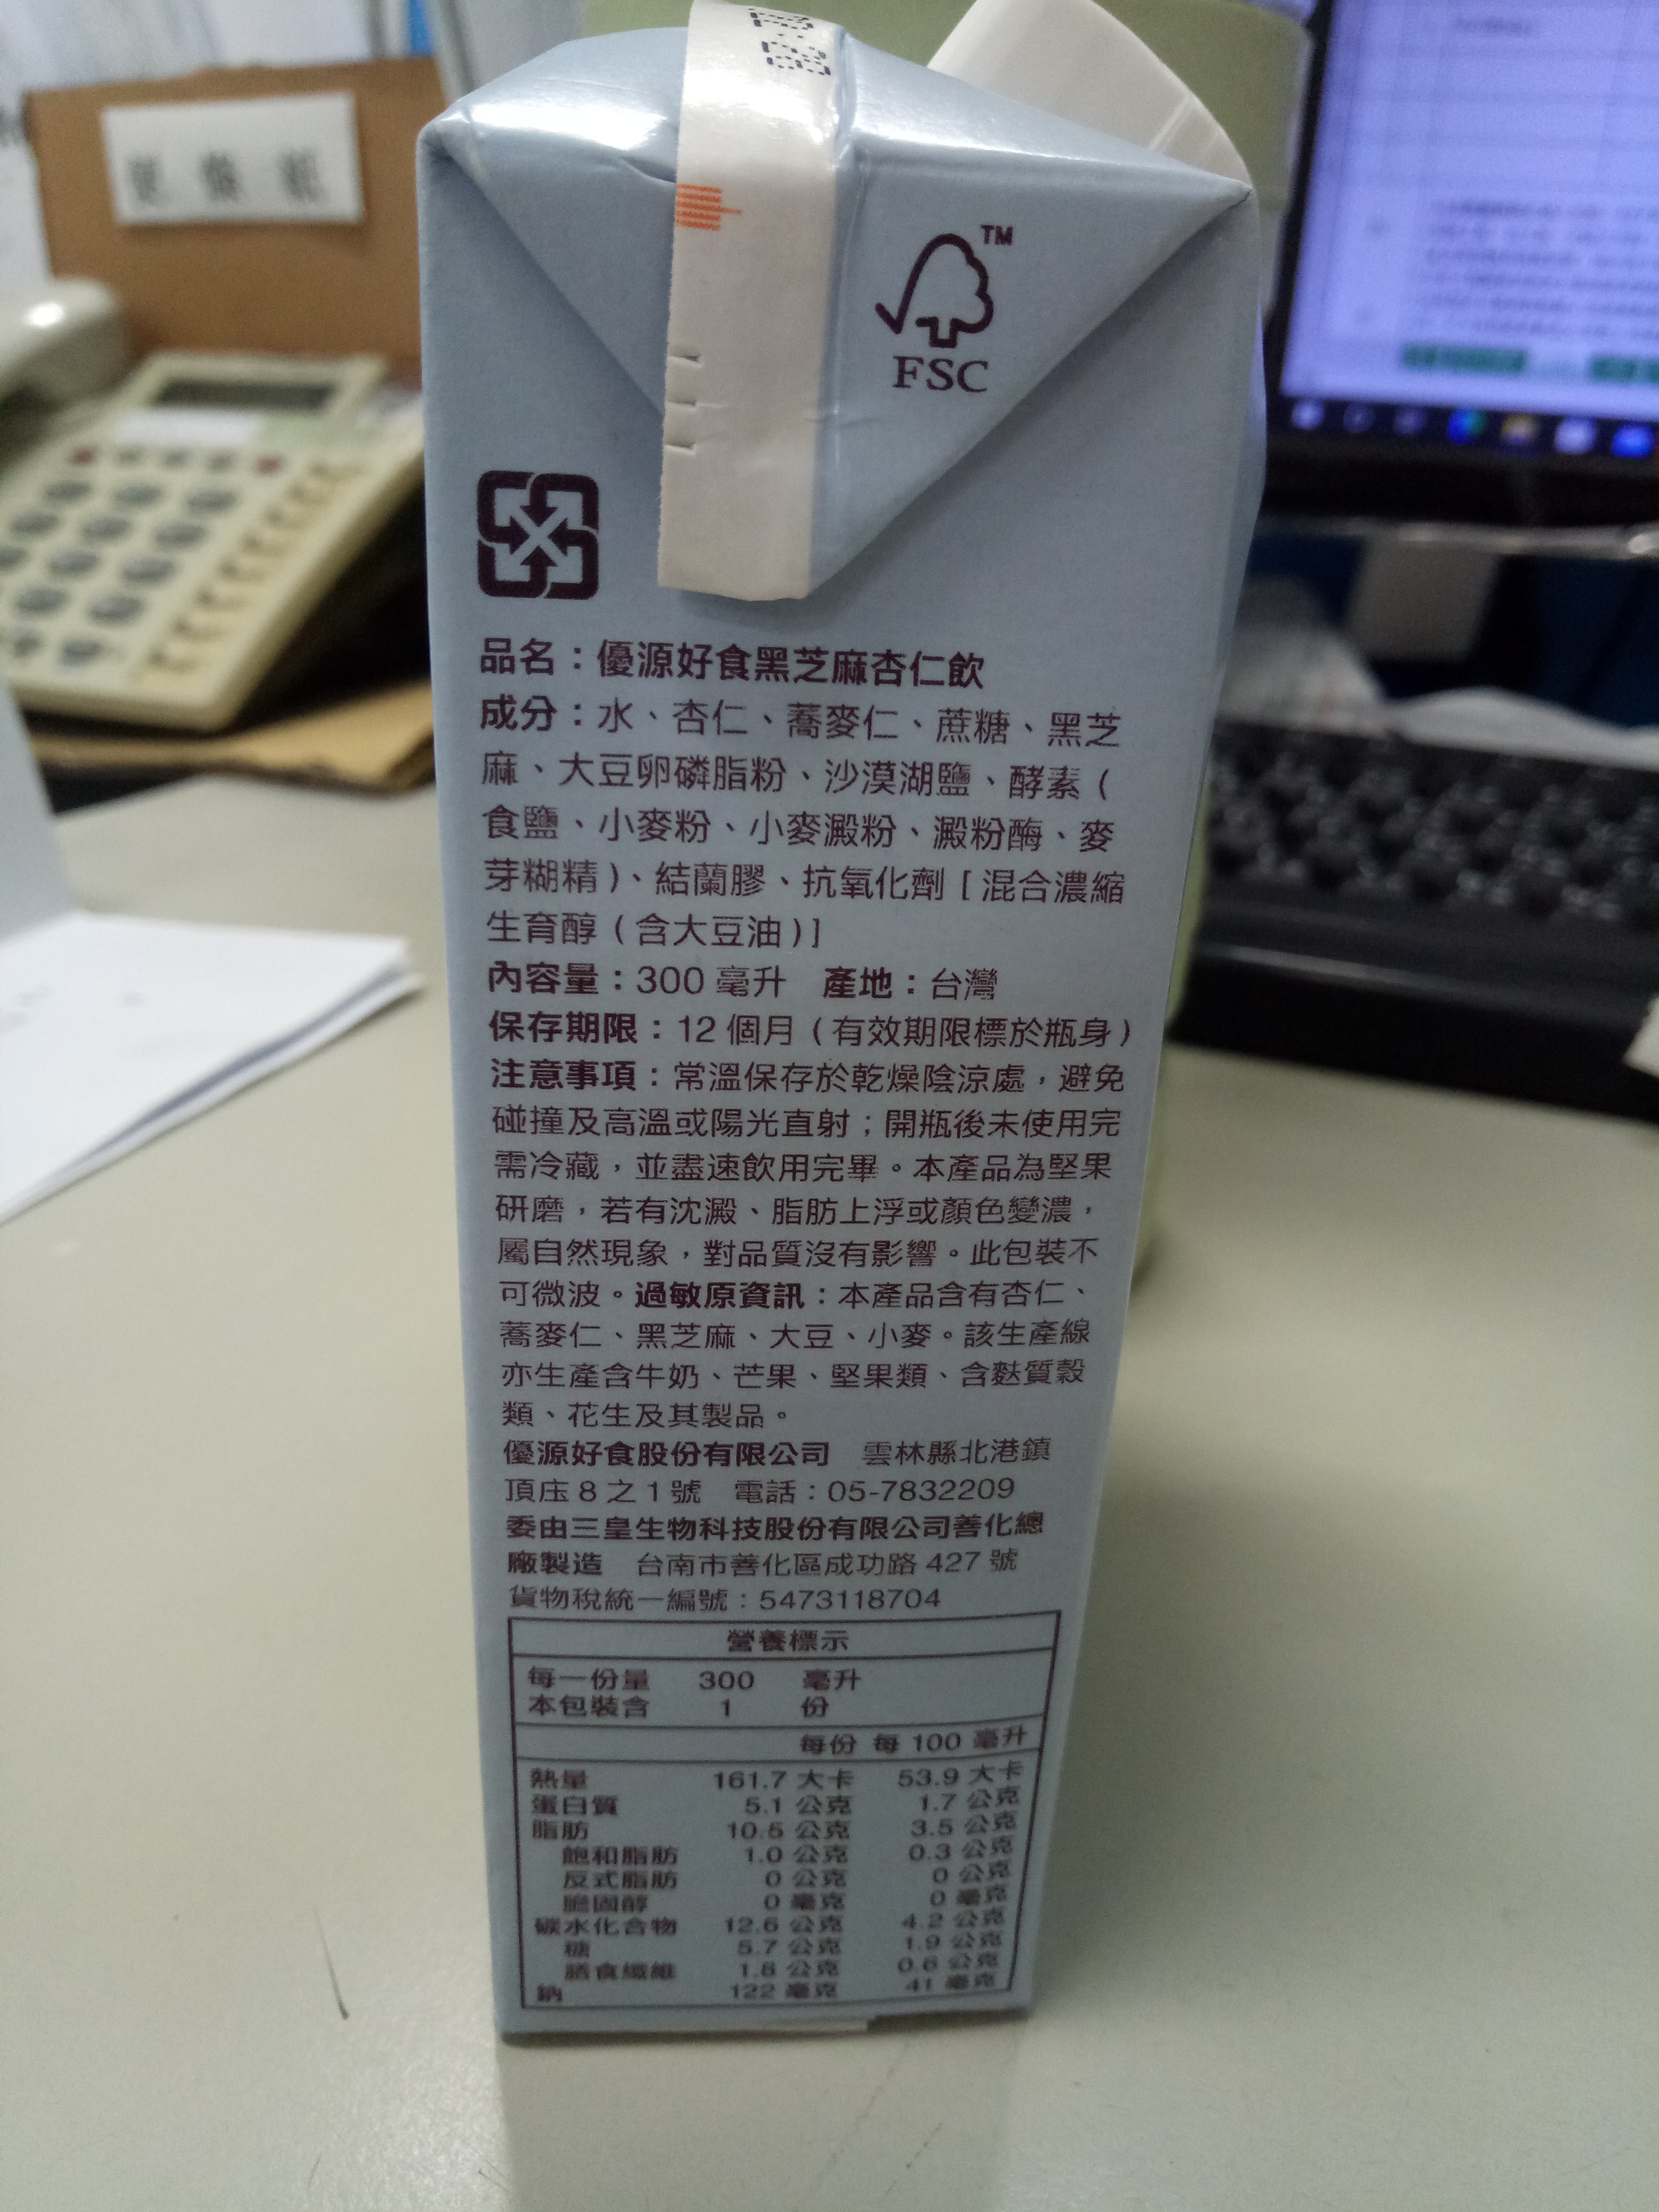 便條紙
TM
FSC
品名：優源好食黑芝麻杏仁飲
成分：水、杏仁、蕎麥仁、蔗糖、黑芝
麻、大豆卵磷脂粉、沙漠湖鹽、酵素（
食鹽、小麥粉、小麥澱粉、澱粉酶、麥
芽糊精）、結蘭膠、抗氧化劑［混合濃縮
生育醇（含大豆油）］
內容量：300 毫升 產地：台灣
保存期限：12 個月（有效期限標於瓶身）
注意事項：常溫保存於乾燥陰涼處，避免
碰撞及高溫或陽光直射；開瓶後未使用完
需冷藏，並盡速飲用完畢。本產品為堅果
研磨，若有沈澱、脂肪上浮或顏色變濃，
屬自然現象，對品質沒有影響。此包裝不
可微波。過敏原資訊：本產品含有杏仁、
蕎麥仁、黑芝麻、大豆、小麥。該生產線
亦生產含牛奶、芒果、堅果類、含麩質穀
類、花生及其製品。
優源好食股份有限公司 雲林縣北港鎮
頂庄 8 之 1 號 電話：05-7832209
委由三皇生物科技股份有限公司善化總
廠製造 台南市善化區成功路 427 號
貨物稅統一編號：5473118704
營養標示
每一份量 300 毫升
本包裝含 1 份
每份 每 100 毫升
熱量 161.7 大卡 53.9 大卡
蛋白質 5.1 公克 1.7 公克
脂肪 10.5 公克 3.5 公克
飽和脂肪 1.0 公克 0.3 公克
反式脂肪 0 公克 0 公克
膽固醇 0 毫克 0 毫克
碳水化合物 12.6 公克 4.2 公克
糖 5.7 公克 1.9 公克
膳食纖維 1.8 公克 0.6 公克
鈉 122 毫克 41 毫克